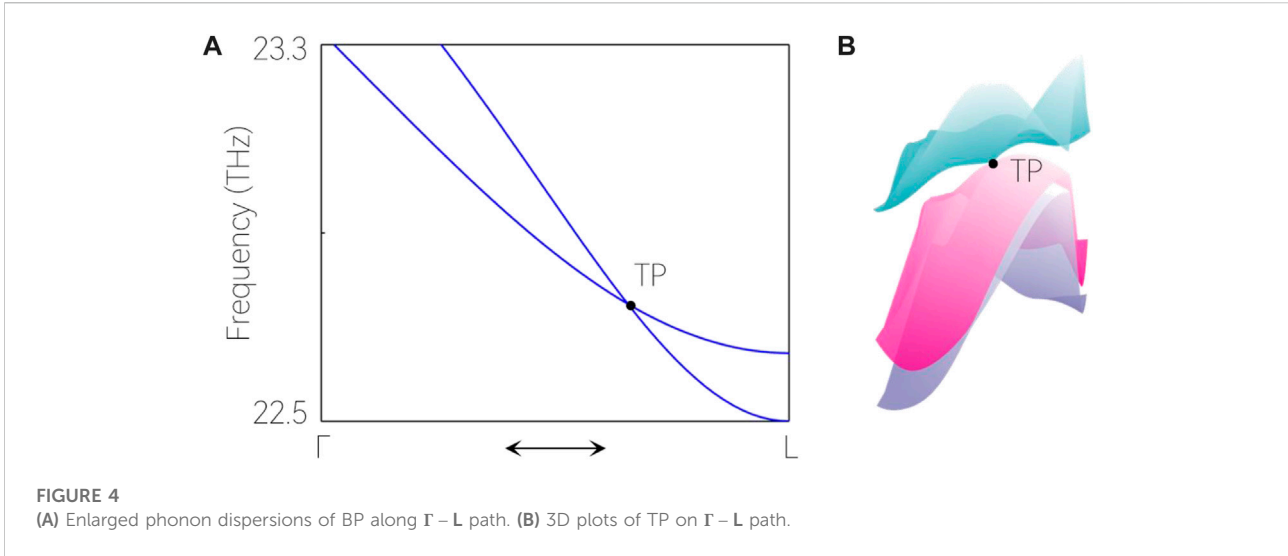 A
B
23.3
Frequency (THz)
TP
TP
22.5
Γ
L
FIGURE 4
(A) Enlarged phonon dispersions of BP along Γ – L path. (B) 3D plots of TP on Γ – L path.